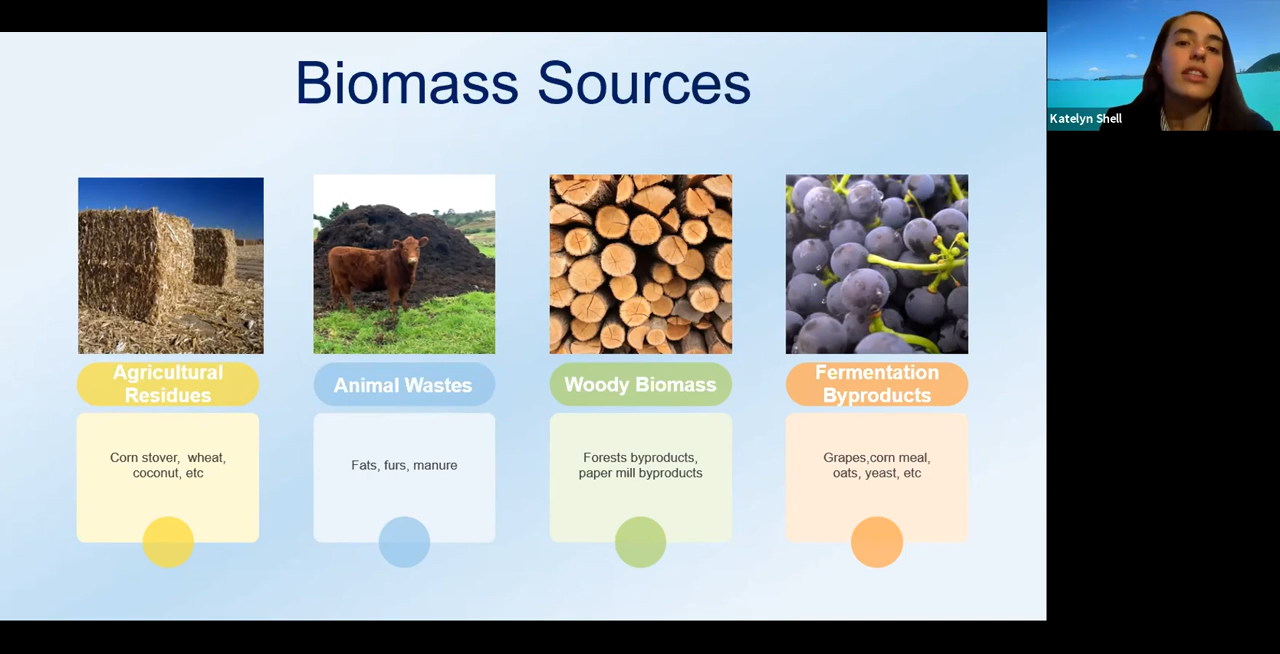 Biomass Sources
Katelyn Shell
Agricultural
Residues
Animal Wastes
Woody Biomass
Fermentation
Byproducts
Corn stover, wheat,
coconut, etc
Fats, furs, manure
Forests byproducts,
paper mill byproducts
Grapes,corn meal,
oats, yeast, etc